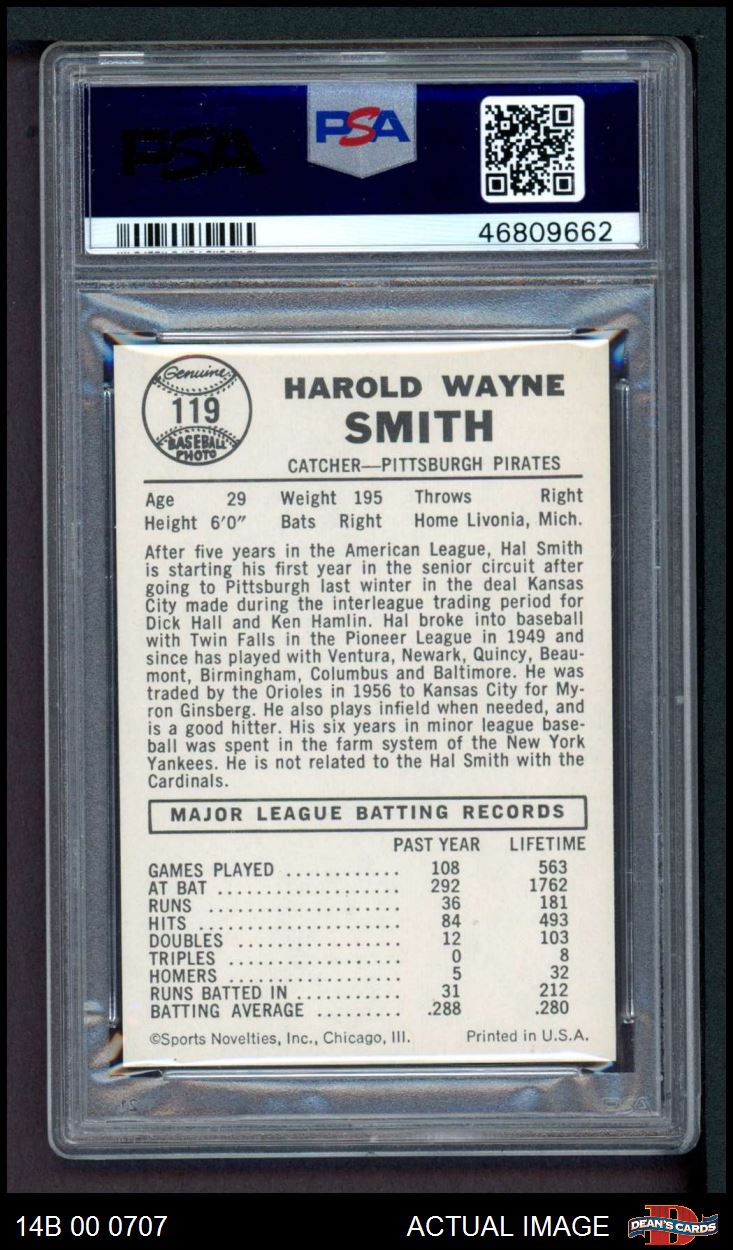 PSA
PSA
46809662
Genuine
119
BASEBALL
PHOTO
HAROLD WAYNE
SMITH
CATCHER—PITTSBURGH PIRATES
Age 29 Weight 195 Throws Right
Height 6'0" Bats Right Home Livonia, Mich.
After five years in the American League, Hal Smith
is starting his first year in the senior circuit after
going to Pittsburgh last winter in the deal Kansas
City made during the interleague trading period for
Dick Hall and Ken Hamlin. Hal broke into baseball
with Twin Falls in the Pioneer League in 1949 and
since has played with Ventura, Newark, Quincy, Beau-
mont, Birmingham, Columbus and Baltimore. He was
traded by the Orioles in 1956 to Kansas City for My-
ron Ginsberg. He also plays infield when needed, and
is a good hitter. His six years in minor league base-
ball was spent in the farm system of the New York
Yankees. He is not related to the Hal Smith with the
Cardinals.
MAJOR LEAGUE BATTING RECORDS
PAST YEAR LIFETIME
GAMES PLAYED ............ 108 563
AT BAT .................... 292 1762
RUNS ...................... 36 181
HITS ...................... 84 493
DOUBLES .................. 12 103
TRIPLES ................... 0 8
HOMERS ................... 5 32
RUNS BATTED IN ........... 31 212
BATTING AVERAGE ......... .288 .280
©Sports Novelties, Inc., Chicago, Ill. Printed in U.S.A.
PSA
14B 00 0707 ACTUAL IMAGE DEAN'S CARDS